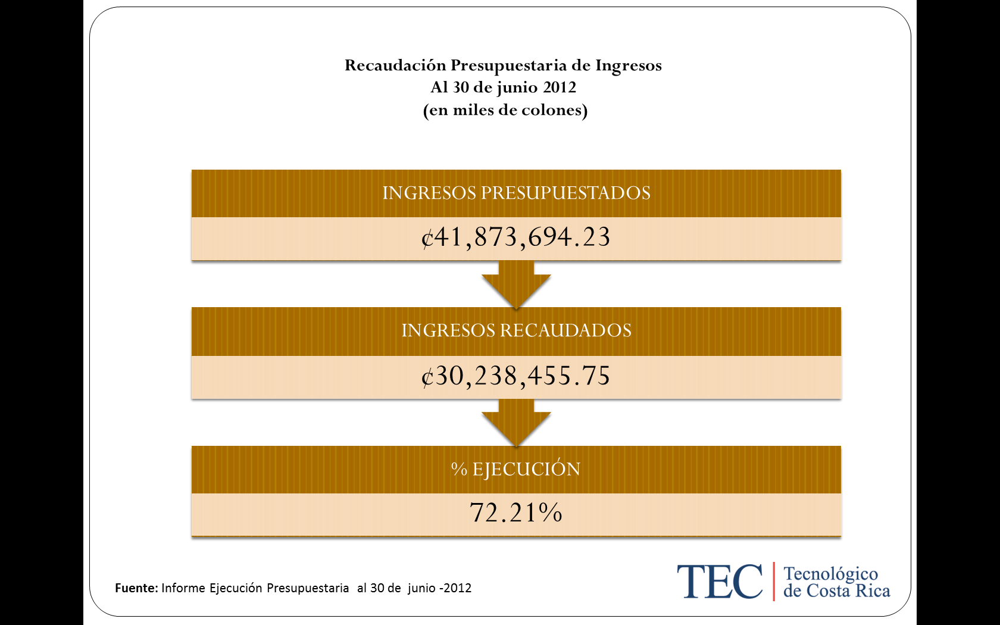 Recaudación Presupuestaria de Ingresos
Al 30 de junio 2012
(en miles de colones)
INGRESOS PRESUPUESTADOS
¢41,873,694.23
INGRESOS RECAUDADOS
¢30,238,455.75
% EJECUCIÓN
72.21%
Fuente: Informe Ejecución Presupuestaria al 30 de junio -2012
TEC
Tecnológico
de Costa Rica